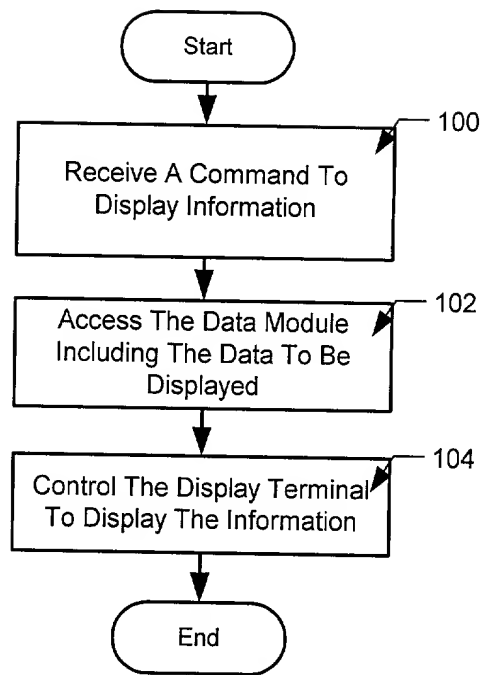 Start
100
Receive A Command To
Display Information
102
Access The Data Module
Including The Data To Be
Displayed
104
Control The Display Terminal
To Display The Information
End